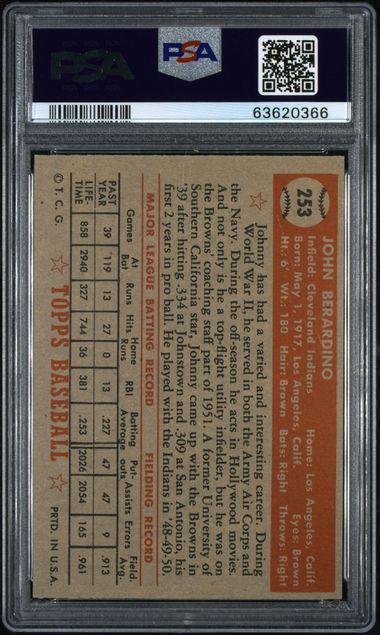 PSA
PSA
63620366
253
JOHN BERARDINO
Infield: Cleveland Indians Home: Los Angeles, Calif.
Born: May 1, 1917, Los Angeles, Calif. Eyes: Brown
Ht.: 6' Wt.: 180 Hair: Brown Bats: Right Throws: Right
Johnny has had a varied and interesting career. During
World War II, he served in both the Army Air Corps and
the Navy. During the off-season he acts in Hollywood movies.
And not only is he a top-flight utility infielder, but he was on
the Browns' coaching staff part of 1951. A former University of
Southern California star, Johnny came up with the Browns in
'39 after hitting .334 at Johnstown and .309 at San Antonio, his
first 2 years in pro ball. He played with the Indians in '48-49-50.
MAJOR LEAGUE BATTING RECORD FIELDING RECORD
Games At Bat Runs Hits Home Runs RBI Batting Average Put-outs Assists Errors Field. Avg.
PAST YEAR 39 119 13 27 0 13 .227 47 47 9 .913
LIFE-TIME 858 2940 327 744 36 381 .253 2026 2054 165 .961
© T. C. G. TOPPS BASEBALL PRTD. IN U.S.A.